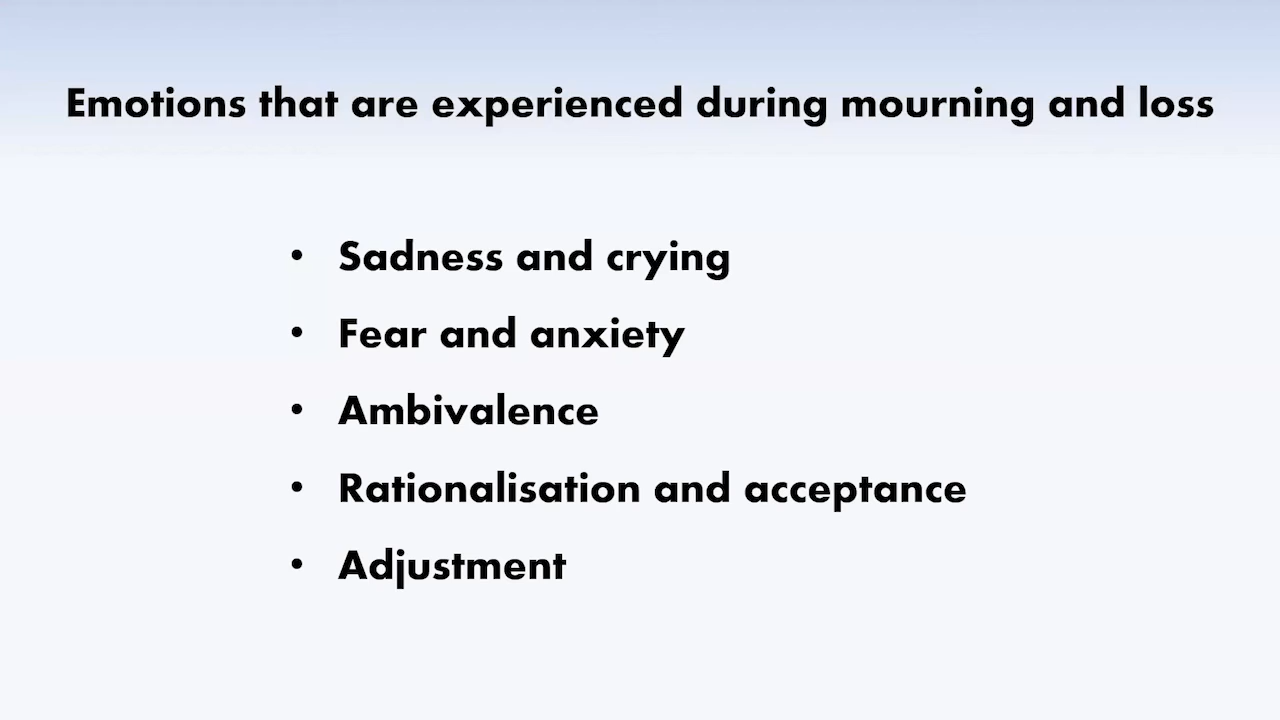 Emotions that are experienced during mourning and loss
• Sadness and crying
• Fear and anxiety
• Ambivalence
• Rationalisation and acceptance
• Adjustment